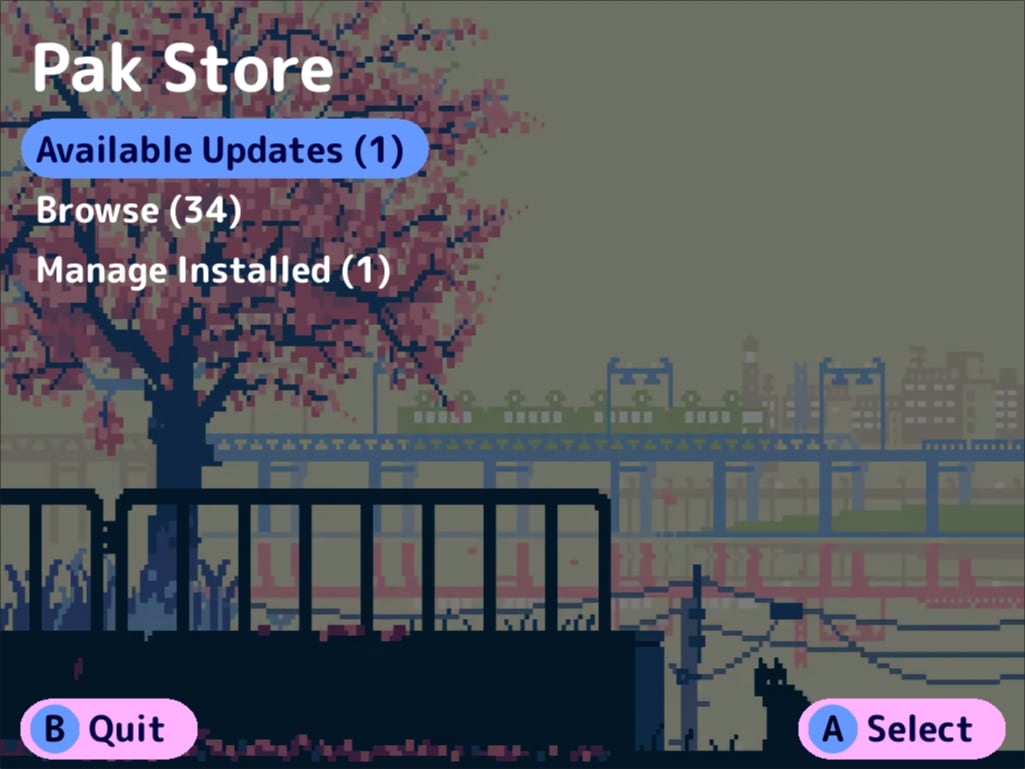 Pak Store
Available Updates (1)
Browse (34)
Manage Installed (1)
B Quit
A Select